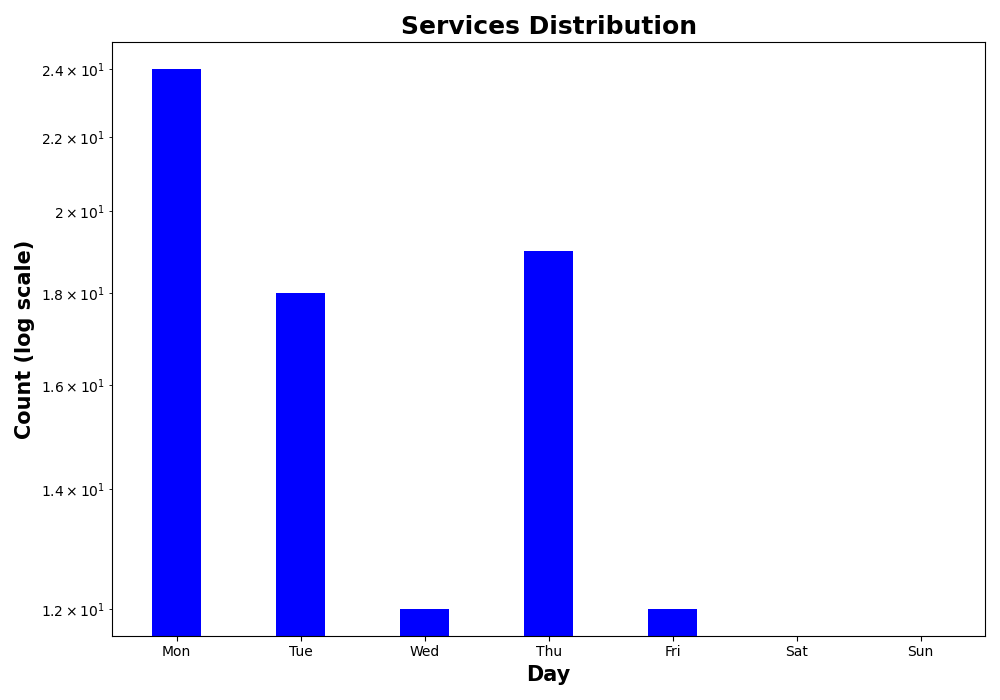 Services Distribution
Count (log scale)
2.4 × 10¹
2.2 × 10¹
2 × 10¹
1.8 × 10¹
1.6 × 10¹
1.4 × 10¹
1.2 × 10¹
Mon Tue Wed Thu Fri Sat Sun
Day